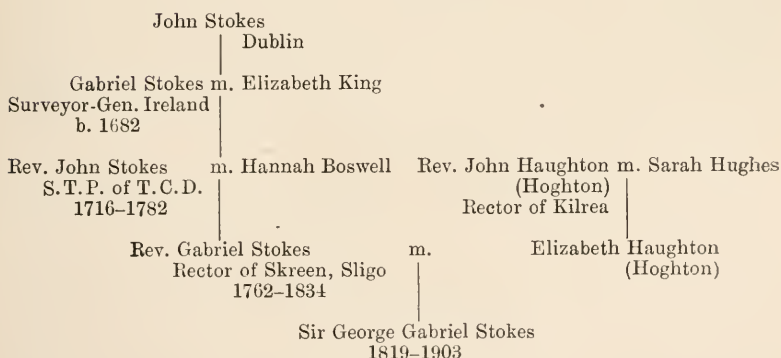 John Stokes
Dublin
Gabriel Stokes m. Elizabeth King
Surveyor-Gen. Ireland
b. 1682
Rev. John Stokes m. Hannah Boswell Rev. John Haughton m. Sarah Hughes
S.T.P. of T.C.D. (Hoghton)
1716–1782 Rector of Kilrea
Rev. Gabriel Stokes m. Elizabeth Haughton
Rector of Skreen, Sligo (Hoghton)
1762–1834
Sir George Gabriel Stokes
1819–1903